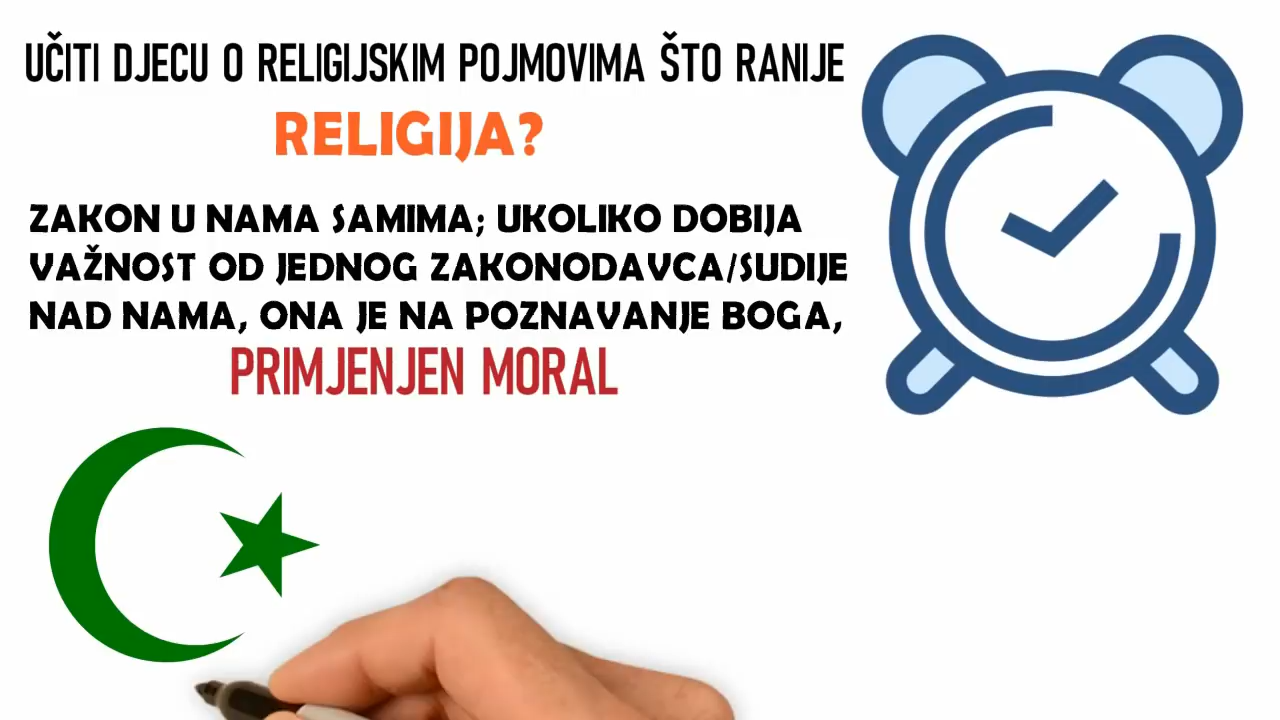 UČITI DJECU O RELIGIJSKIM POJMOVIMA ŠTO RANIJE
RELIGIJA?
ZAKON U NAMA SAMIMA; UKOLIKO DOBIJA
VAŽNOST OD JEDNOG ZAKONODAVCA/SUDIJE
NAD NAMA, ONA JE NA POZNAVANJE BOGA,
PRIMJENJEN MORAL